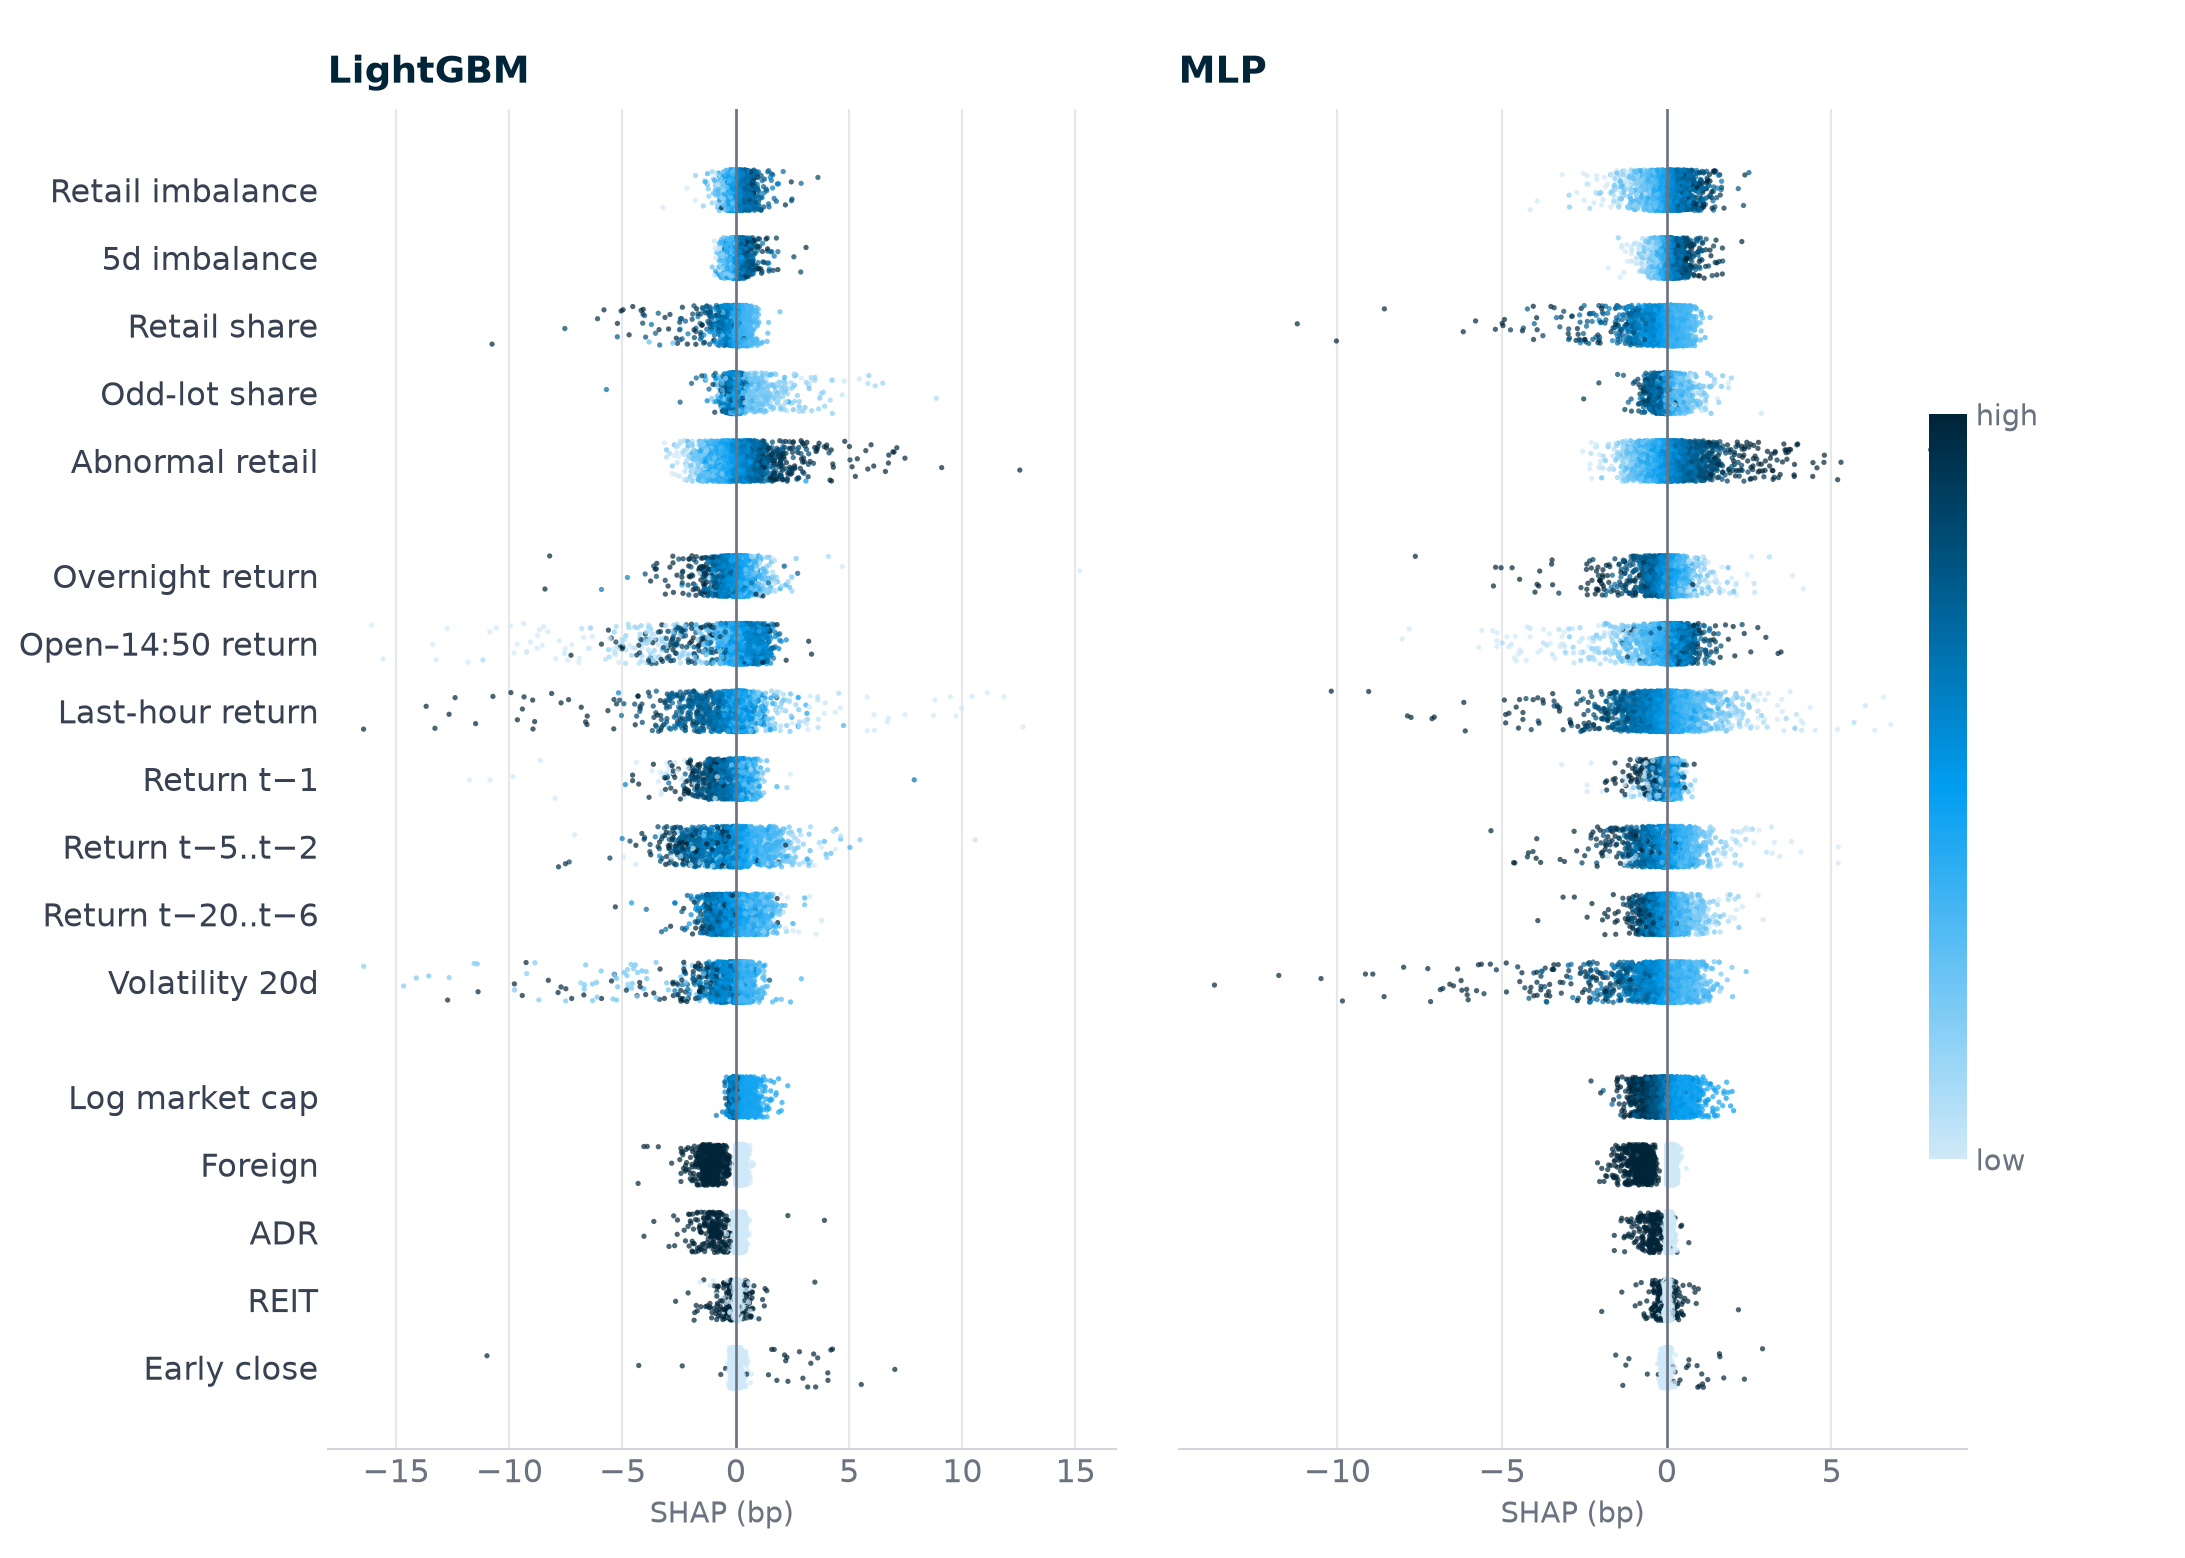 LightGBM
MLP
Retail imbalance
5d imbalance
Retail share
Odd-lot share
Abnormal retail
Overnight return
Open–14:50 return
Last-hour return
Return t−1
Return t−5..t−2
Return t−20..t−6
Volatility 20d
Log market cap
Foreign
ADR
REIT
Early close
high
low
−15 −10 −5 0 5 10 15
−10 −5 0 5
SHAP (bp)
SHAP (bp)